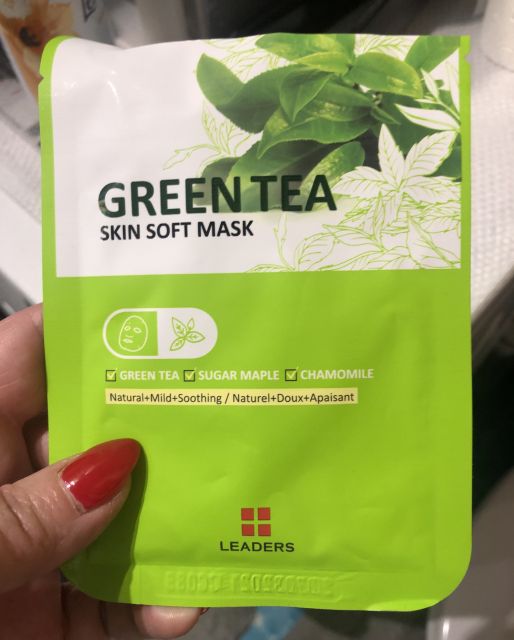 GREEN TEA
SKIN SOFT MASK
GREEN TEA SUGAR MAPLE CHAMOMILE
Natural+Mild+Soothing / Naturel+Doux+Apaisant
LEADERS